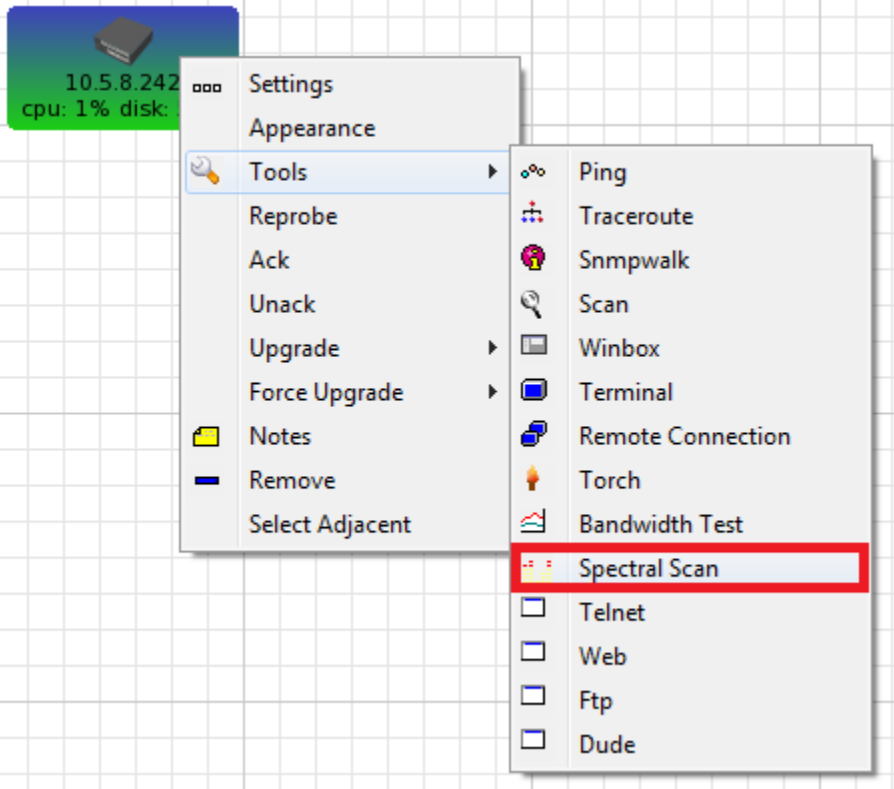 10.5.8.242
cpu: 1% disk:
Settings
Appearance
Tools
Reprobe
Ack
Unack
Upgrade
Force Upgrade
Notes
Remove
Select Adjacent
Ping
Traceroute
Snmpwalk
Scan
Winbox
Terminal
Remote Connection
Torch
Bandwidth Test
Spectral Scan
Telnet
Web
Ftp
Dude